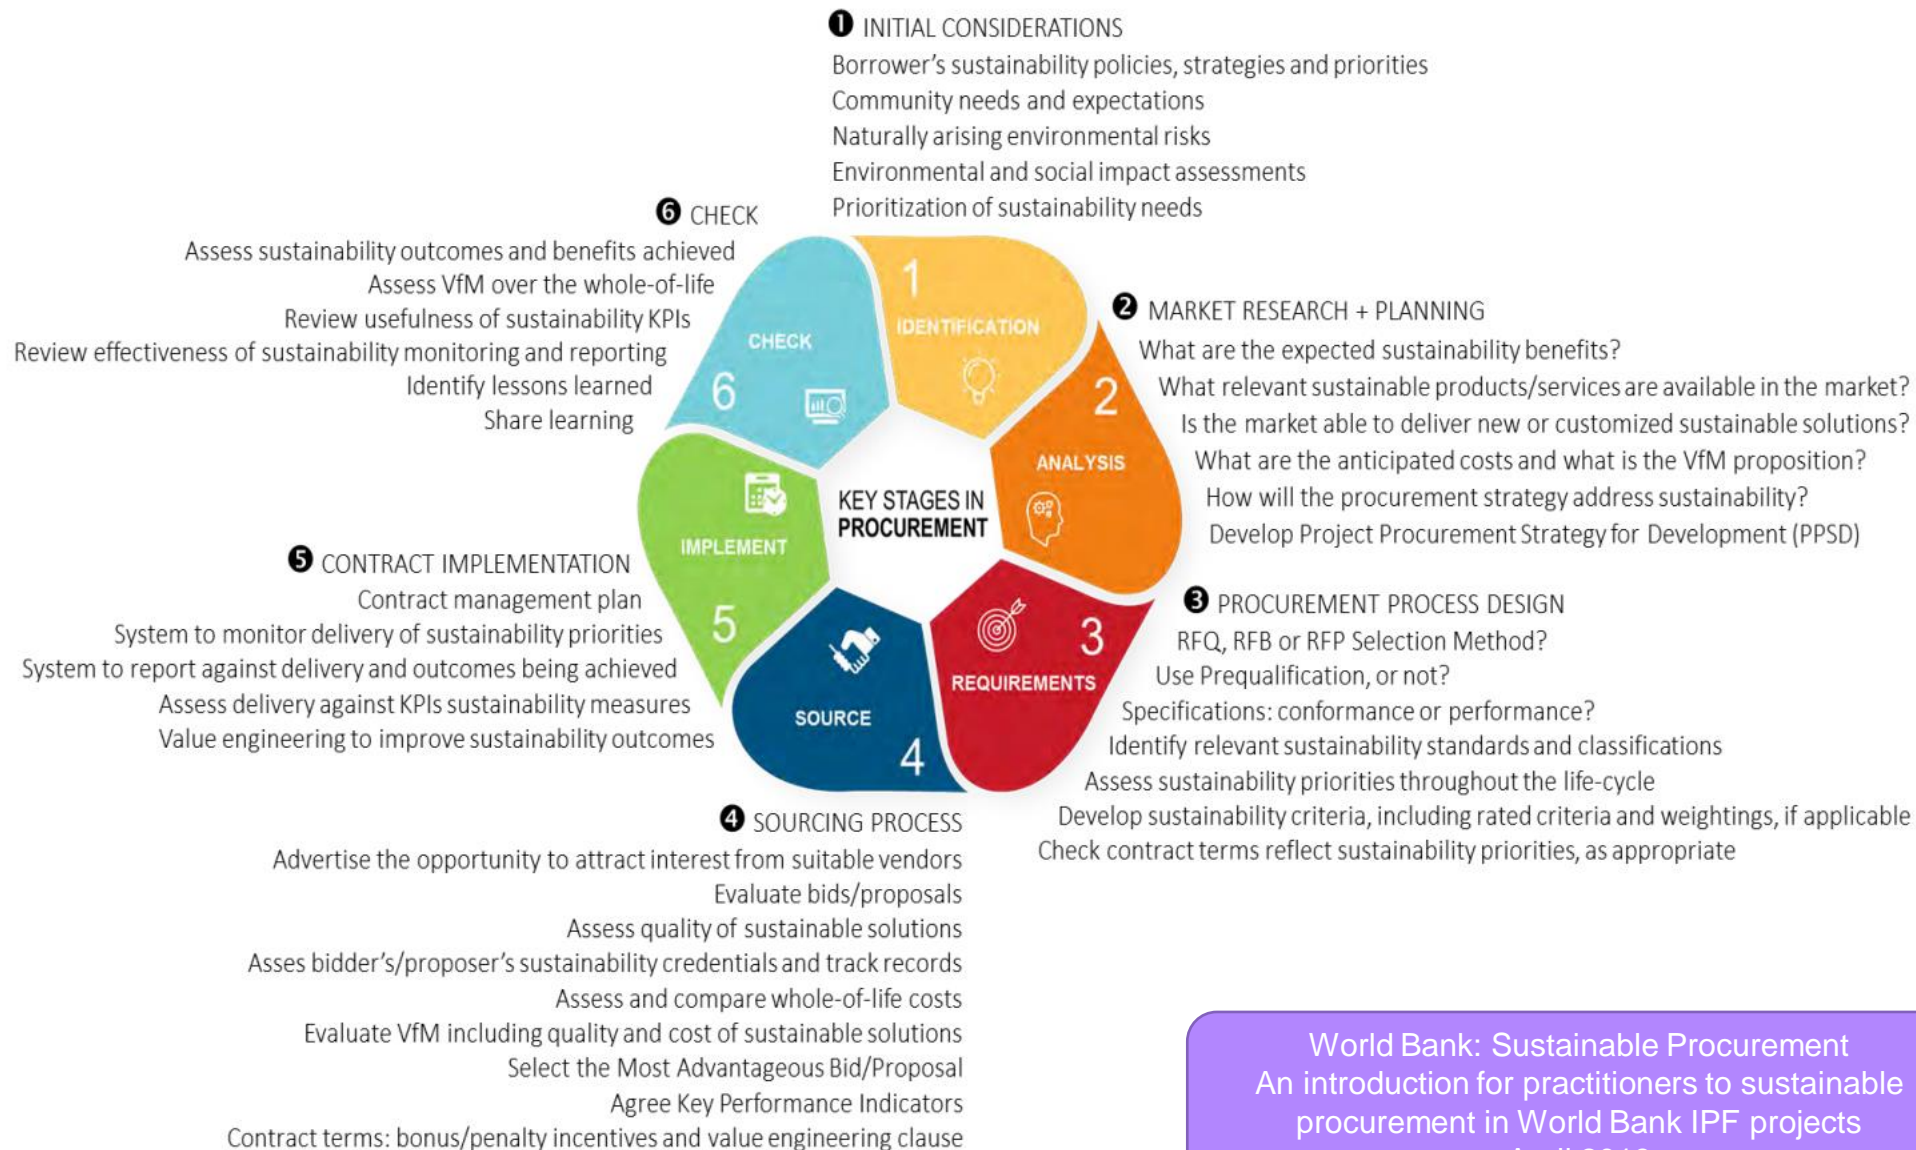 ❶ INITIAL CONSIDERATIONS
Borrower's sustainability policies, strategies and priorities
Community needs and expectations
Naturally arising environmental risks
Environmental and social impact assessments
Prioritization of sustainability needs
❷ MARKET RESEARCH + PLANNING
What are the expected sustainability benefits?
What relevant sustainable products/services are available in the market?
Is the market able to deliver new or customized sustainable solutions?
What are the anticipated costs and what is the VfM proposition?
How will the procurement strategy address sustainability?
Develop Project Procurement Strategy for Development (PPSD)
❸ PROCUREMENT PROCESS DESIGN
RFQ, RFB or RFP Selection Method?
Use Prequalification, or not?
Specifications: conformance or performance?
Identify relevant sustainability standards and classifications
Assess sustainability priorities throughout the life-cycle
Develop sustainability criteria, including rated criteria and weightings, if applicable
Check contract terms reflect sustainability priorities, as appropriate
❹ SOURCING PROCESS
Advertise the opportunity to attract interest from suitable vendors
Evaluate bids/proposals
Assess quality of sustainable solutions
Asses bidder's/proposer's sustainability credentials and track records
Assess and compare whole-of-life costs
Evaluate VfM including quality and cost of sustainable solutions
Select the Most Advantageous Bid/Proposal
Agree Key Performance Indicators
Contract terms: bonus/penalty incentives and value engineering clause
❺ CONTRACT IMPLEMENTATION
Contract management plan
System to monitor delivery of sustainability priorities
System to report against delivery and outcomes being achieved
Assess delivery against KPIs sustainability measures
Value engineering to improve sustainability outcomes
❻ CHECK
Assess sustainability outcomes and benefits achieved
Assess VfM over the whole-of-life
Review usefulness of sustainability KPIs
Review effectiveness of sustainability monitoring and reporting
Identify lessons learned
Share learning
1
IDENTIFICATION
2
ANALYSIS
3
REQUIREMENTS
SOURCE
4
IMPLEMENT
5
CHECK
6
KEY STAGES IN
PROCUREMENT
World Bank: Sustainable Procurement
An introduction for practitioners to sustainable
procurement in World Bank IPF projects